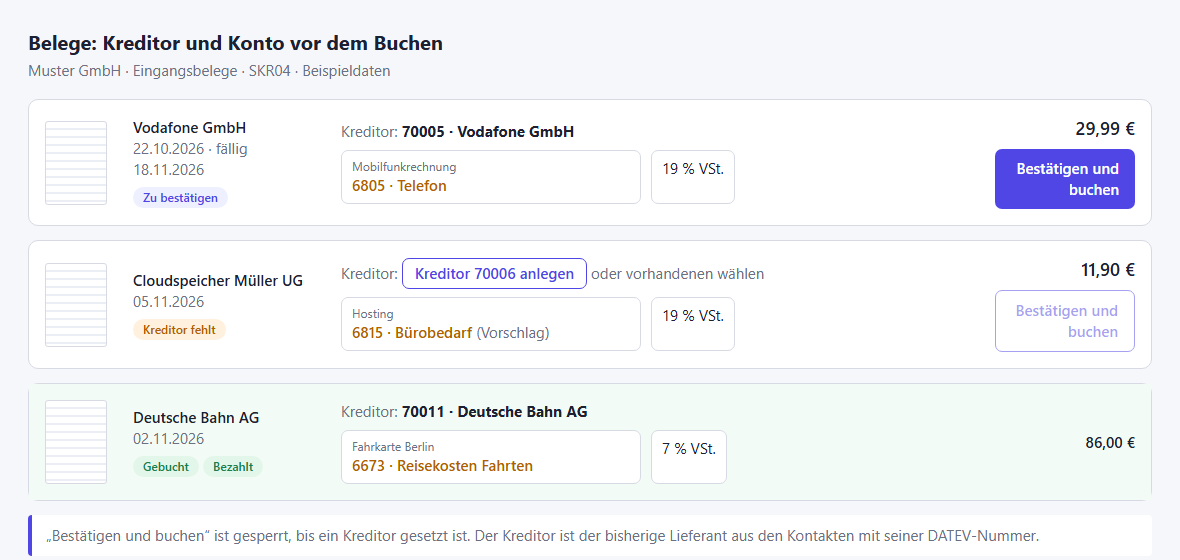 Belege: Kreditor und Konto vor dem Buchen
Muster GmbH · Eingangsbelege · SKR04 · Beispieldaten
Vodafone GmbH
22.10.2026 · fällig
18.11.2026
Zu bestätigen
Kreditor: 70005 · Vodafone GmbH
Mobilfunkrechnung
6805 · Telefon
19 % VSt.
29,99 €
Bestätigen und
buchen
Cloudspeicher Müller UG
05.11.2026
Kreditor fehlt
Kreditor: Kreditor 70006 anlegen oder vorhandenen wählen
Hosting
6815 · Bürobedarf (Vorschlag)
19 % VSt.
11,90 €
Bestätigen und
buchen
Deutsche Bahn AG
02.11.2026
Gebucht Bezahlt
Kreditor: 70011 · Deutsche Bahn AG
Fahrkarte Berlin
6673 · Reisekosten Fahrten
7 % VSt.
86,00 €
„Bestätigen und buchen“ ist gesperrt, bis ein Kreditor gesetzt ist. Der Kreditor ist der bisherige Lieferant aus den Kontakten mit seiner DATEV-Nummer.